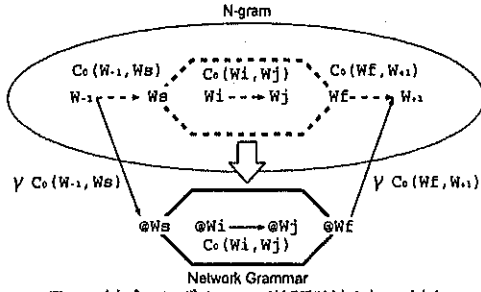 N-gram
C₀(W₋₁,Ws) C₀(Wi,Wj) C₀(Wf,W₊₁)
W₋₁ Ws Wi Wj Wf W₊₁
γ C₀(W₋₁,Ws) γ C₀(Wf,W₊₁)
@Ws @Wi @Wj @Wf
C₀(Wi,Wj)
Network Grammar